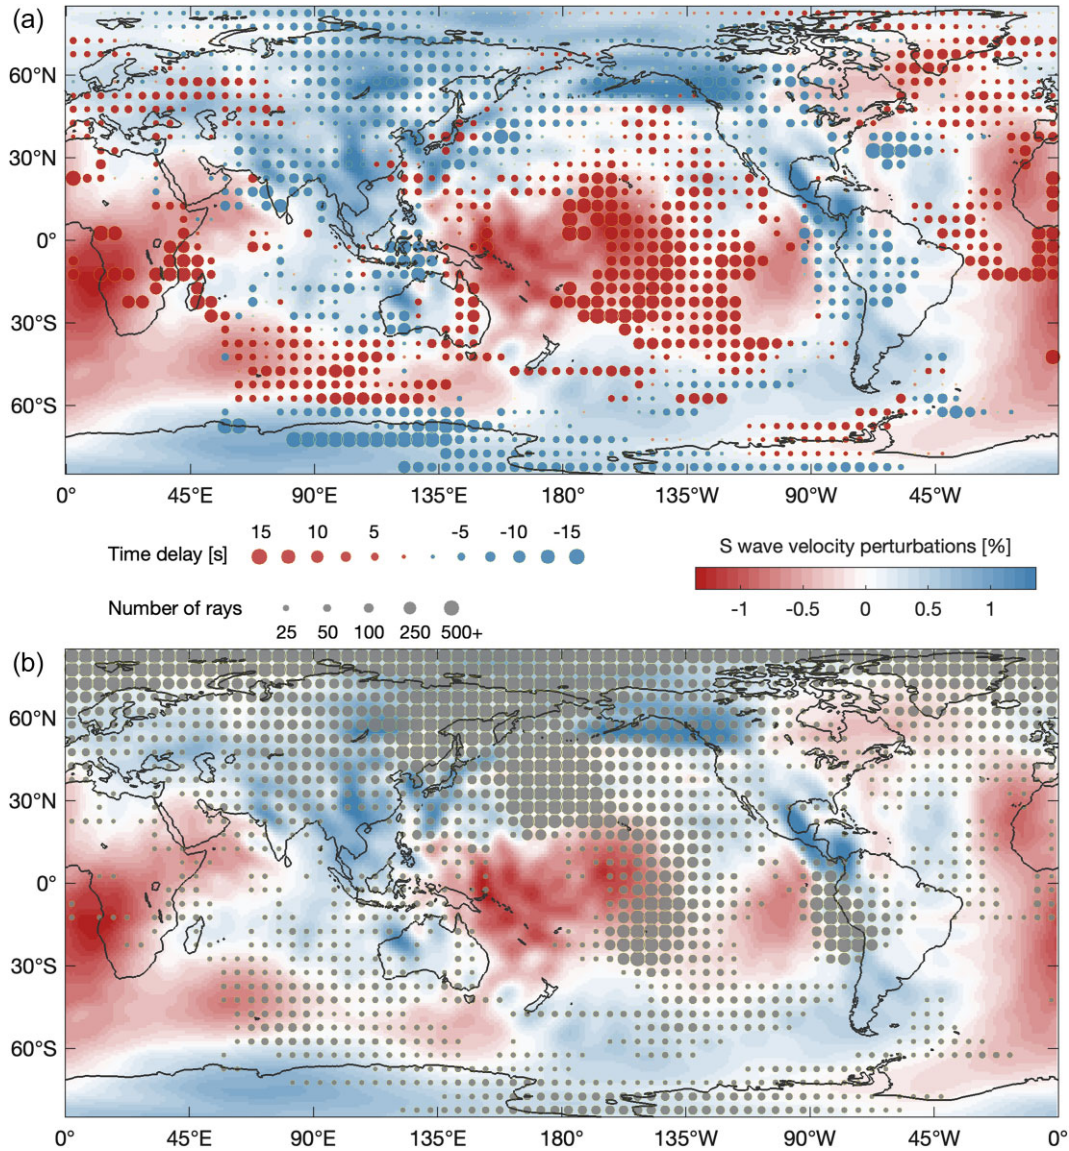 (a)
60°N
30°N
0°
30°S
60°S
0° 45°E 90°E 135°E 180° 135°W 90°W 45°W 0°
15 10 5 -5 -10 -15
Time delay [s]
S wave velocity perturbations [%]
-1 -0.5 0 0.5 1
Number of rays
25 50 100 250 500+
(b)
60°N
30°N
0°
30°S
60°S
0° 45°E 90°E 135°E 180° 135°W 90°W 45°W 0°